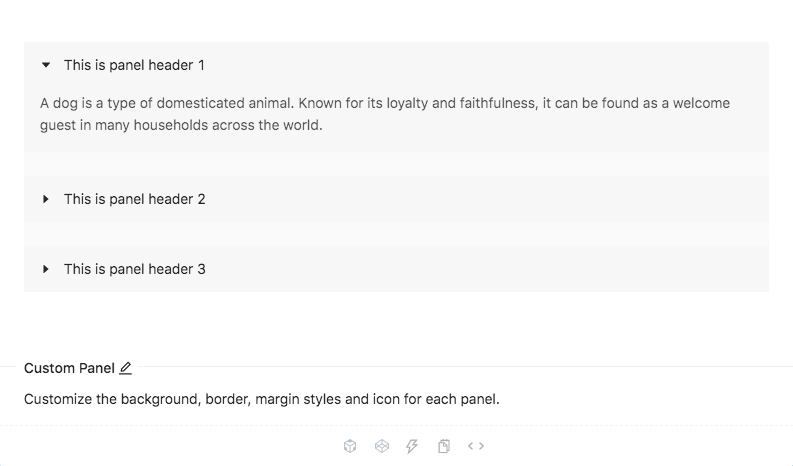 This is panel header 1
A dog is a type of domesticated animal. Known for its loyalty and faithfulness, it can be found as a welcome
guest in many households across the world.
This is panel header 2
This is panel header 3
Custom Panel
Customize the background, border, margin styles and icon for each panel.